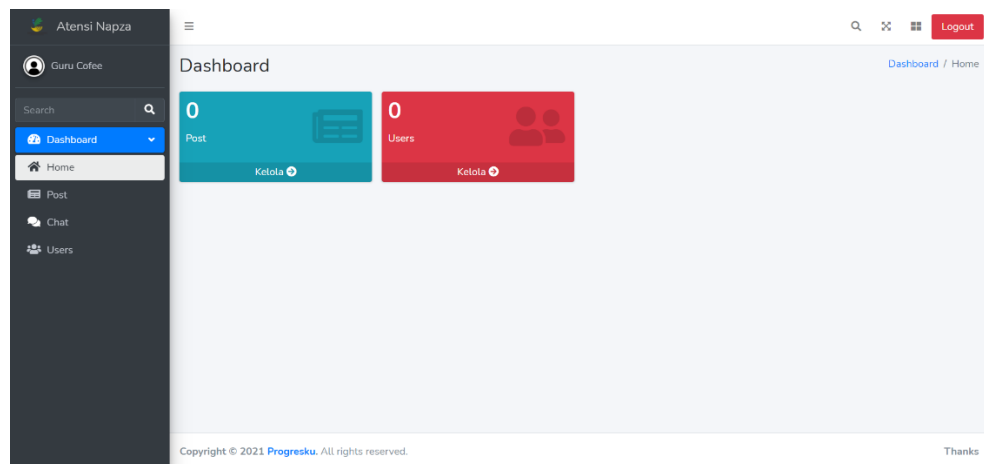 Atensi Napza
Logout
Guru Cofee
Search
Dashboard
Home
Post
Chat
Users
Dashboard
Dashboard / Home
0
Post
Kelola
0
Users
Kelola
Copyright © 2021 Progresku. All rights reserved.
Thanks